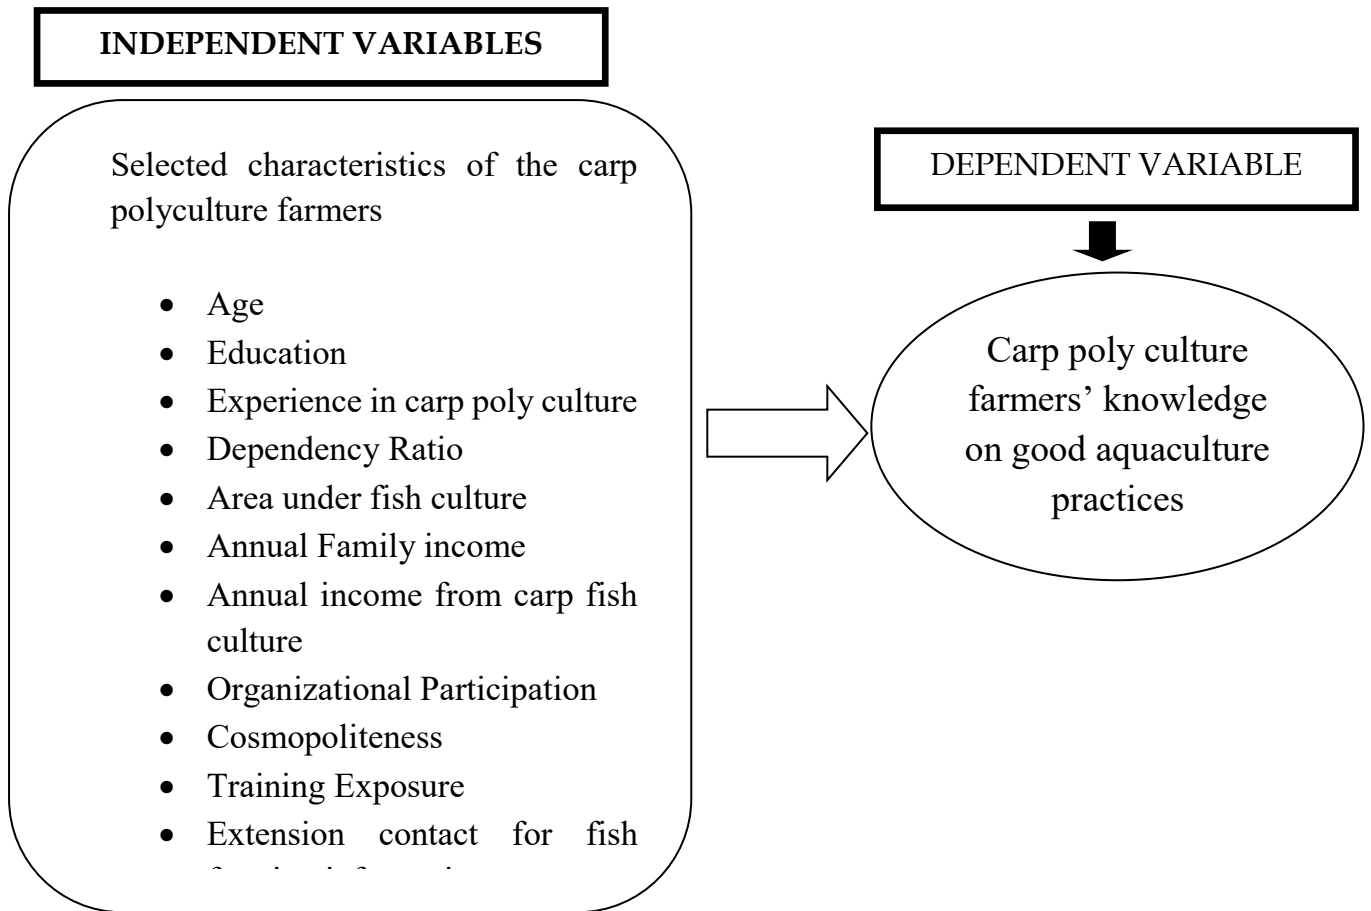 INDEPENDENT VARIABLES
Selected characteristics of the carp
polyculture farmers
• Age
• Education
• Experience in carp poly culture
• Dependency Ratio
• Area under fish culture
• Annual Family income
• Annual income from carp fish
culture
• Organizational Participation
• Cosmopoliteness
• Training Exposure
• Extension contact for fish
DEPENDENT VARIABLE
Carp poly culture
farmers’ knowledge
on good aquaculture
practices